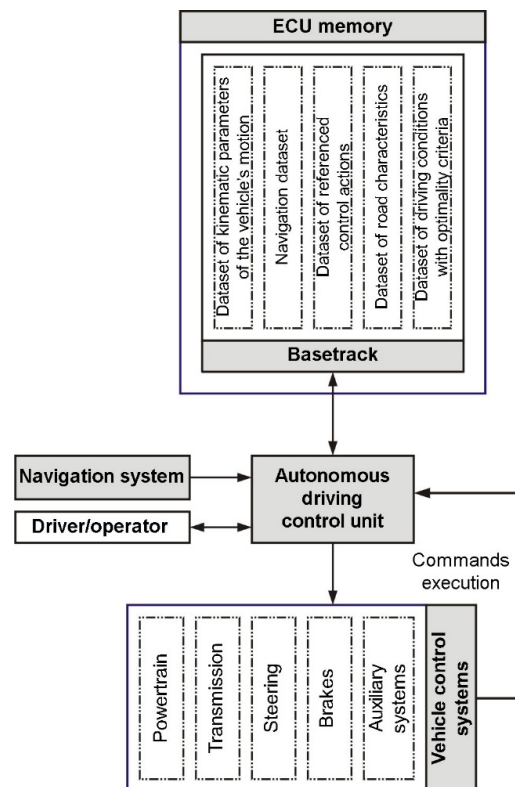 ECU memory
Dataset of kinematic parameters
of the vehicle's motion
Navigation dataset
Dataset of referenced
control actions
Dataset of road characteristics
Dataset of driving conditions
with optimality criteria
Basetrack
Navigation system
Driver/operator
Autonomous
driving
control unit
Commands
execution
Powertrain
Transmission
Steering
Brakes
Auxiliary
systems
Vehicle control
systems